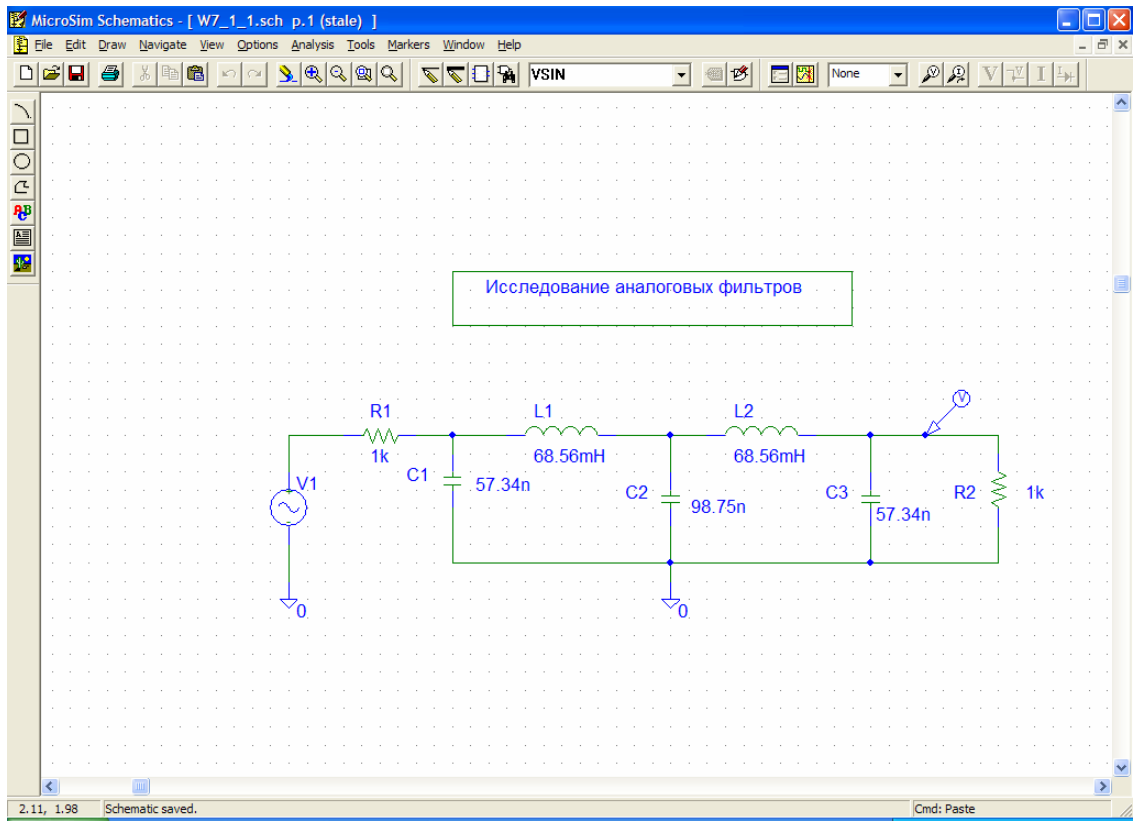 MicroSim Schematics - [ W7_1_1.sch p.1 (stale) ]
File Edit Draw Navigate View Options Analysis Tools Markers Window Help
VSIN None V V I I
A B C
Исследование аналоговых фильтров
V
R1 L1 L2
1k 68.56mH 68.56mH
C1 57.34n
V1 C2 98.75n C3 57.34n R2 1k
0 0
2.11, 1.98 Schematic saved. Cmd: Paste